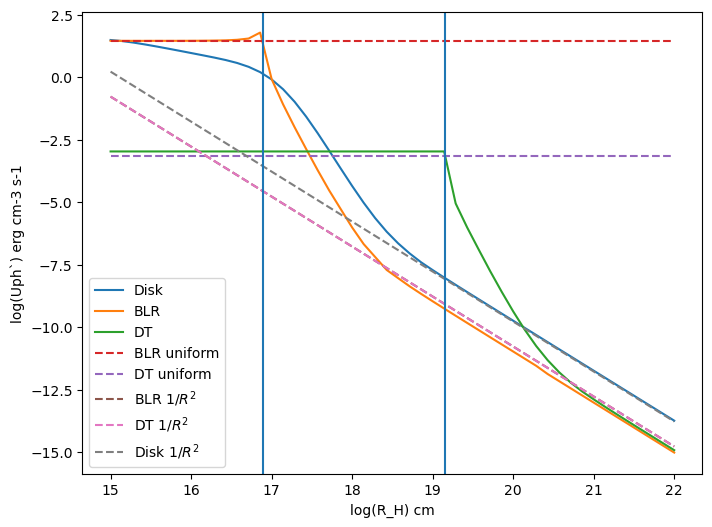 2.5
0.0
−2.5
−5.0
−7.5
−10.0
−12.5
−15.0
log(Uph`) erg cm-3 s-1
Disk
BLR
DT
BLR uniform
DT uniform
BLR 1/R²
DT 1/R²
Disk 1/R²
15 16 17 18 19 20 21 22
log(R_H) cm